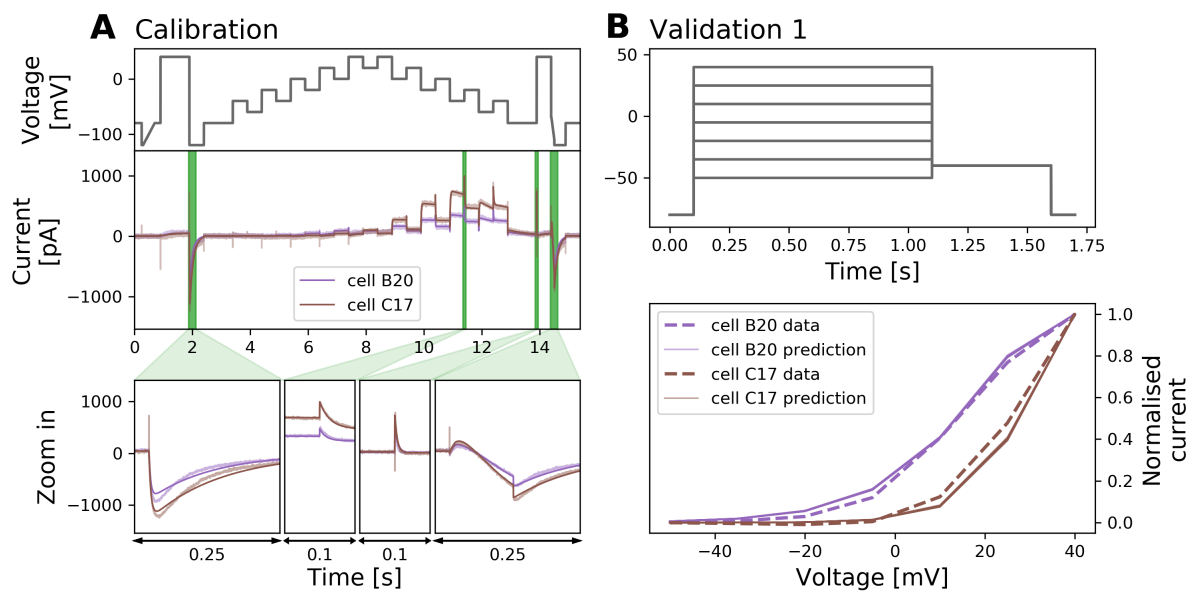 A Calibration
Voltage
[mV]
0
−100
Current
[pA]
1000
0
−1000
cell B20
cell C17
0 2 4 6 8 10 12 14
Zoom in
1000
0
−1000
0.25 0.1 0.1 0.25
Time [s]
B Validation 1
50
0
−50
0.00 0.25 0.50 0.75 1.00 1.25 1.50 1.75
Time [s]
cell B20 data
cell B20 prediction
cell C17 data
cell C17 prediction
1.0
0.8
0.6
0.4
0.2
0.0
Normalised
current
−40 −20 0 20 40
Voltage [mV]